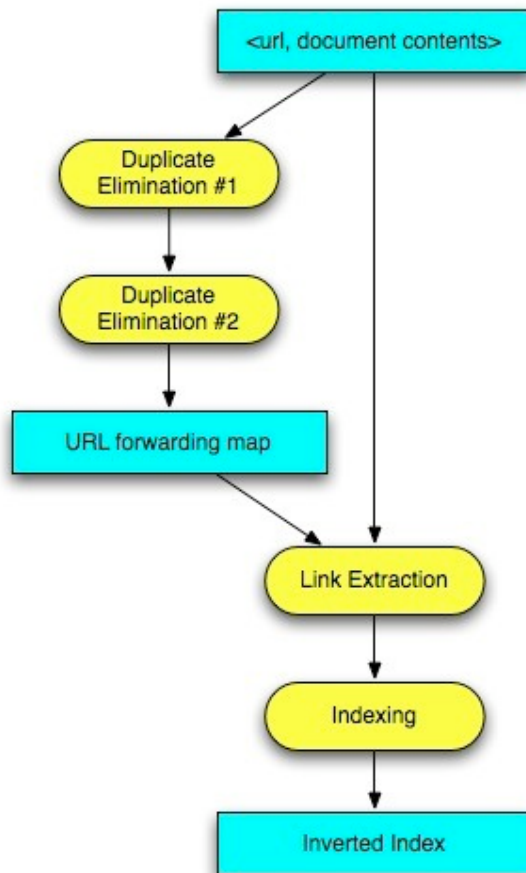 <url, document contents>
Duplicate
Elimination #1
Duplicate
Elimination #2
URL forwarding map
Link Extraction
Indexing
Inverted Index